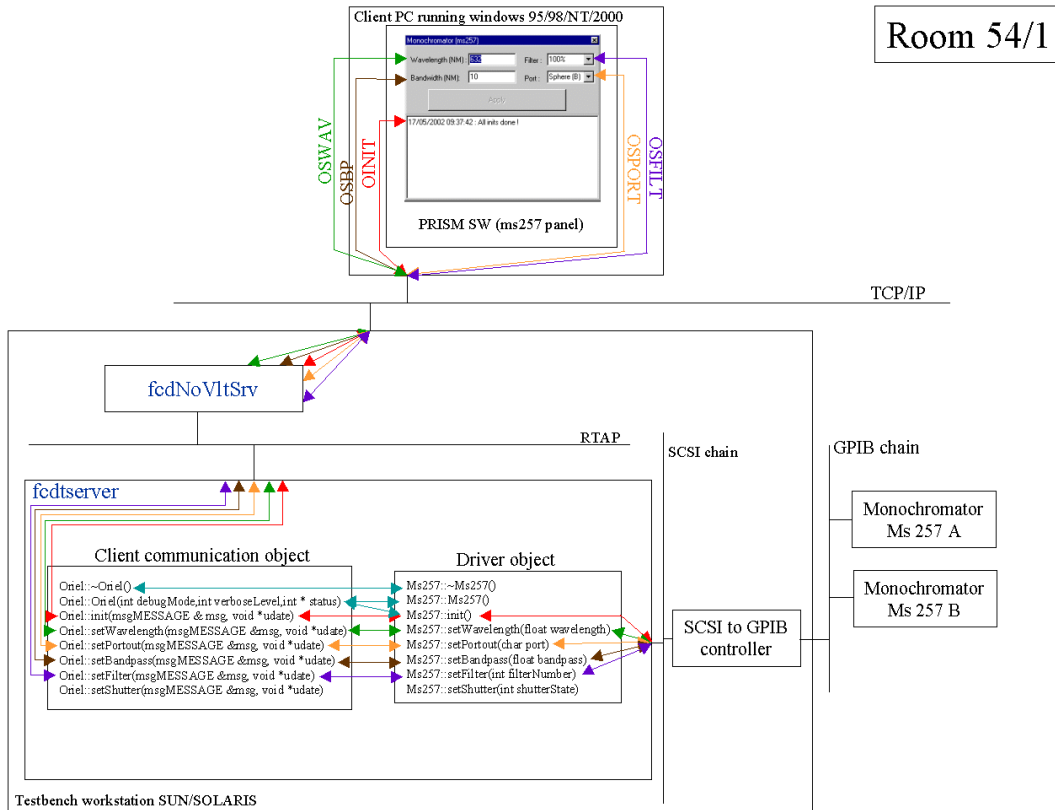 Client PC running windows 95/98/NT/2000
Room 54/1
Monochromator (ms257)
Wavelength (NM): 632 Filter: 100%
Bandwidth (NM): 10 Port: Sphere (B)
Apply
17/05/2002 09:37:42 : All inits done !
OSWAV
OSBP
OINIT
OSPORT
OSFILT
PRISM SW (ms257 panel)
TCP/IP
fcdNoVltSrv
RTAP
SCSI chain
GPIB chain
fcdtserver
Monochromator
Ms 257 A
Client communication object
Driver object
Oriel::~Oriel()
Oriel::Oriel(int debugMode,int verboseLevel,int * status)
Oriel::init(msgMESSAGE & msg, void *udate)
Oriel::setWavelength(msgMESSAGE &msg, void *udate)
Oriel::setPortout(msgMESSAGE &msg, void *udate)
Oriel::setBandpass(msgMESSAGE &msg, void *udate)
Oriel::setFilter(msgMESSAGE &msg, void *udate)
Oriel::setShutter(msgMESSAGE &msg, void *udate)
Ms257::~Ms257()
Ms257::Ms257()
Ms257::init()
Ms257::setWavelength(float wavelength)
Ms257::setPortout(char port)
Ms257::setBandpass(float bandpass)
Ms257::setFilter(int filterNumber)
Ms257::setShutter(int shutterState)
SCSI to GPIB
controller
Monochromator
Ms 257 B
Testbench workstation SUN/SOLARIS